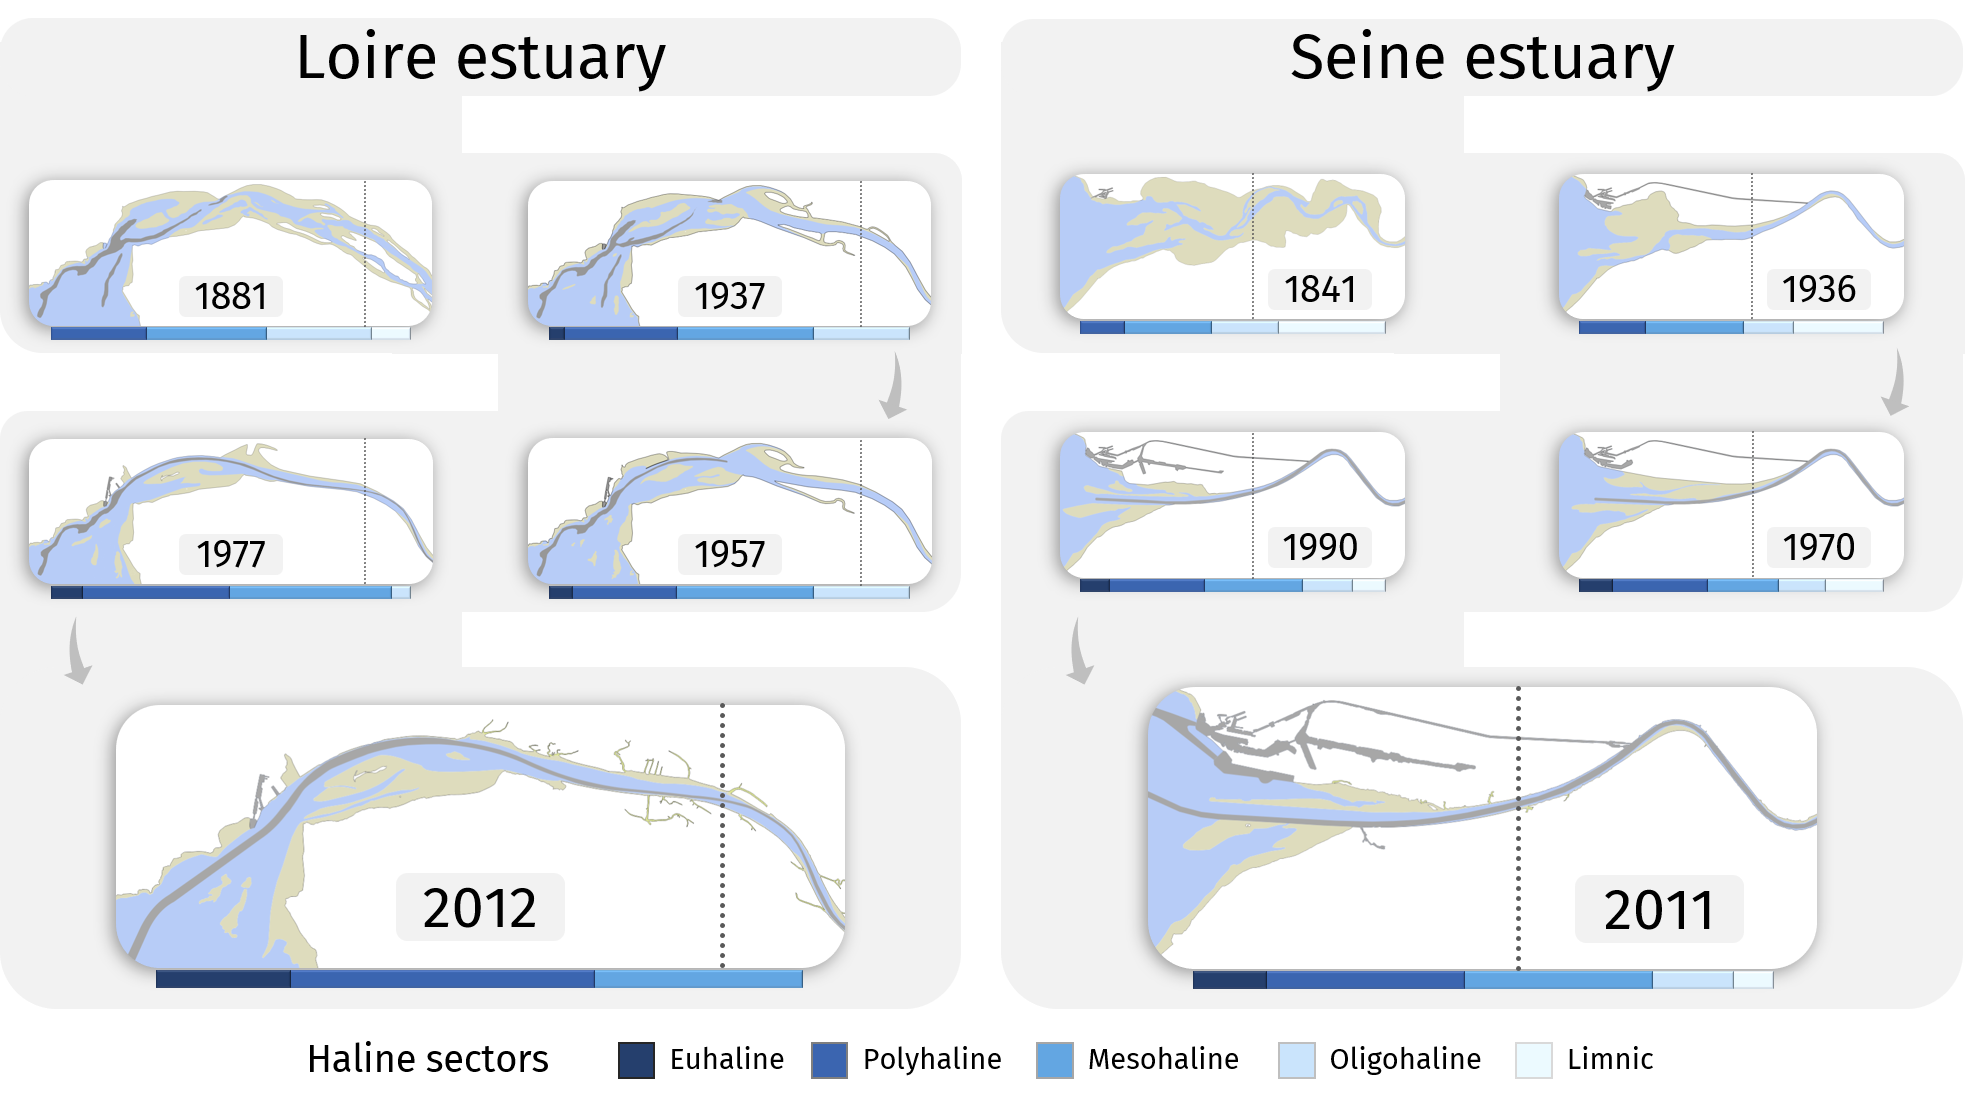 Loire estuary
Seine estuary
1881
1937
1977
1957
2012
1841
1936
1990
1970
2011
Haline sectors
Euhaline
Polyhaline
Mesohaline
Oligohaline
Limnic